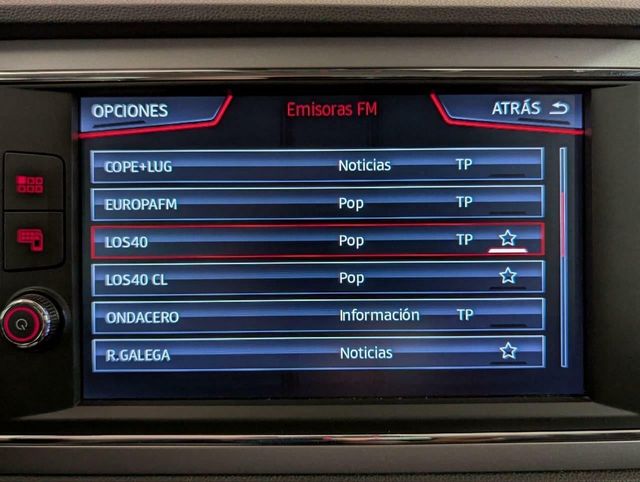 OPCIONES Emisoras FM ATRÁS
COPE+LUG Noticias TP
EUROPAFM Pop TP
LOS40 Pop TP
LOS40 CL Pop
ONDACERO Información TP
R.GALEGA Noticias